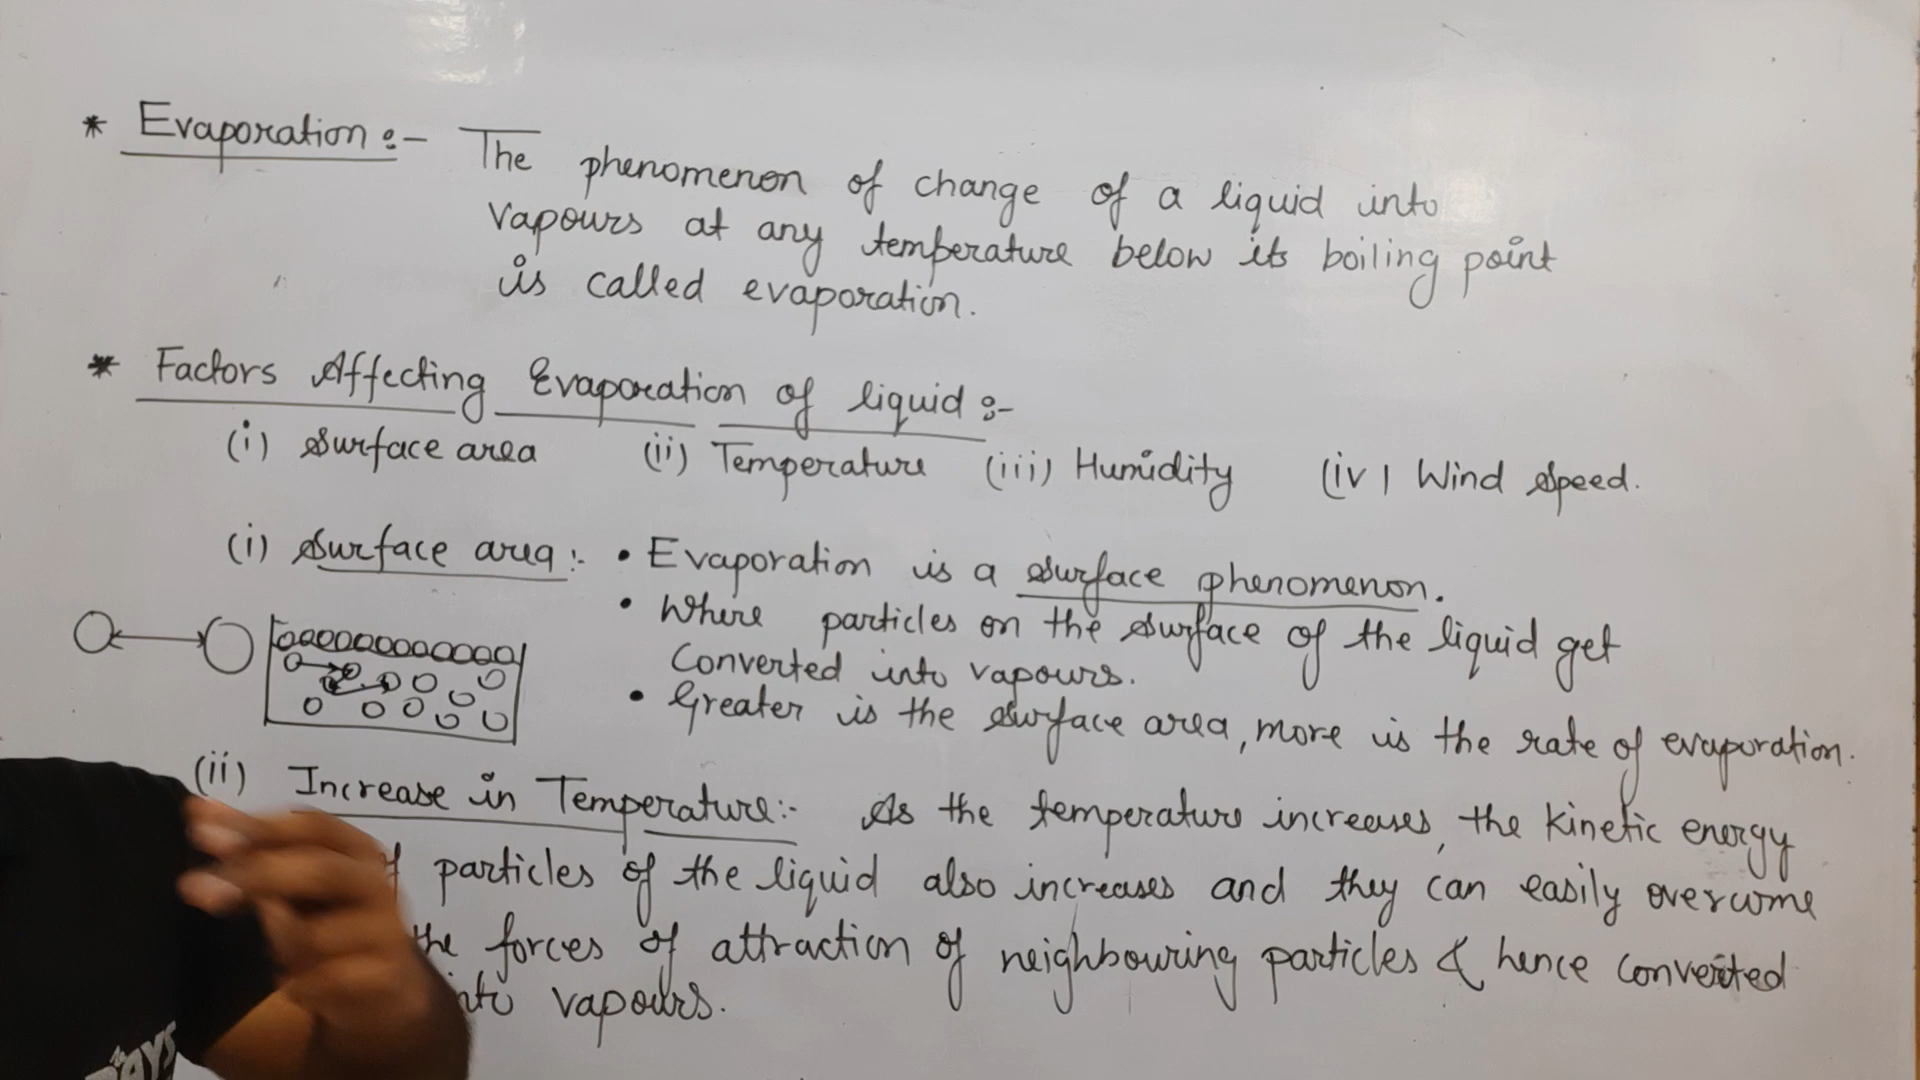 * Evaporation :- The phenomenon of change of a liquid into
vapours at any temperature below its boiling point
is called evaporation.
* Factors Affecting Evaporation of liquid :-
(i) Surface area (ii) Temperature (iii) Humidity (iv) Wind Speed.
(i) Surface area :- • Evaporation is a surface phenomenon.
• Where particles on the surface of the liquid get
Converted into vapours.
• Greater is the surface area, more is the rate of evaporation.
(ii) Increase in Temperature :- As the temperature increases, the kinetic energy
particles of the liquid also increases and they can easily overcome
the forces of attraction of neighbouring particles & hence converted
vapours.